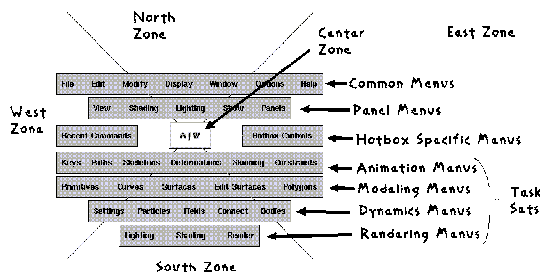 North Zone
Center Zone
East Zone
File Edit Modify Display Window Options Help
Common Menus
View Shading Lighting Show Panels
Panel Menus
West Zone
Recent Commands A|W Hotbox Controls
Hotbox Specific Menus
Keys Paths Skeletons Deformations Skinning Constraints
Animation Menus
Primitives Curves Surfaces Edit Surfaces Polygons
Modeling Menus
Task Sets
Settings Particles Fields Connect Bodies
Dynamics Menus
Lighting Shading Render
Rendering Menus
South Zone